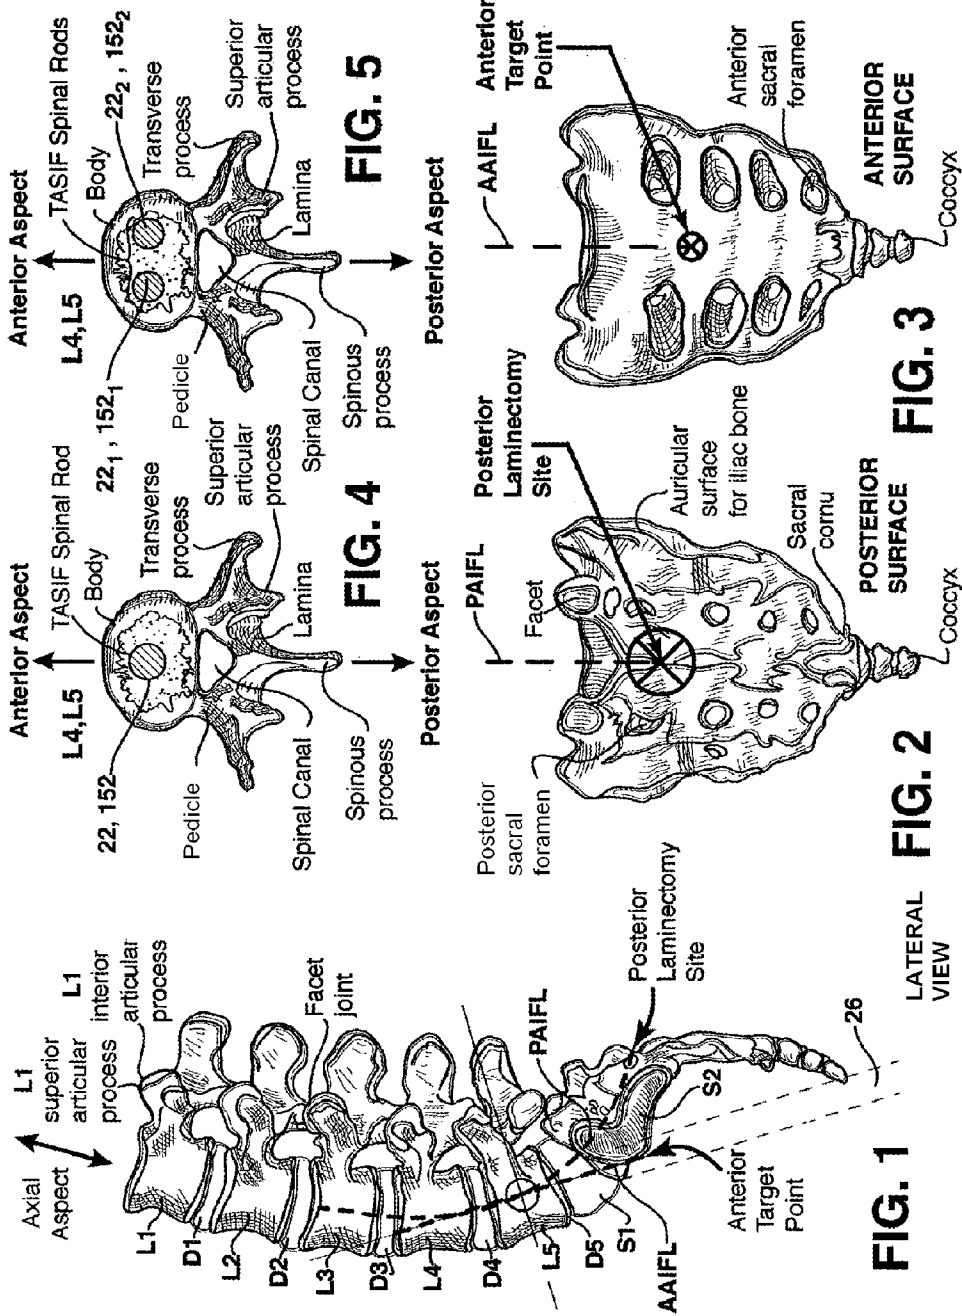 Axial
Aspect
L1
superior
articular
process
L1
interior
articular
process
L1
D1
L2
D2
L3
D3
L4
D4
L5
D5
S1
AAIFL
Facet
joint
PAIFL
Posterior
Laminectomy
Site
S2
Anterior
Target
Point
26
LATERAL
VIEW
FIG. 1
Posterior
sacral
foramen
PAIFL
Facet
Posterior
Laminectomy
Site
Auricular
surface
for iliac bone
Sacral
cornu
POSTERIOR
SURFACE
Coccyx
FIG. 2
AAIFL
Anterior
Target
Point
Anterior
sacral
foramen
ANTERIOR
SURFACE
Coccyx
FIG. 3
Anterior Aspect
L4,L5
TASIF Spinal Rod
Body
22, 152
Transverse
process
Superior
articular
process
Pedicle
Lamina
Spinal Canal
Spinous
process
Posterior Aspect
FIG. 4
Anterior Aspect
L4,L5
TASIF Spinal Rods
Body
22₁ , 152₁
22₂ , 152₂
Transverse
process
Superior
articular
process
Pedicle
Lamina
Spinal Canal
Spinous
process
Posterior Aspect
FIG. 5